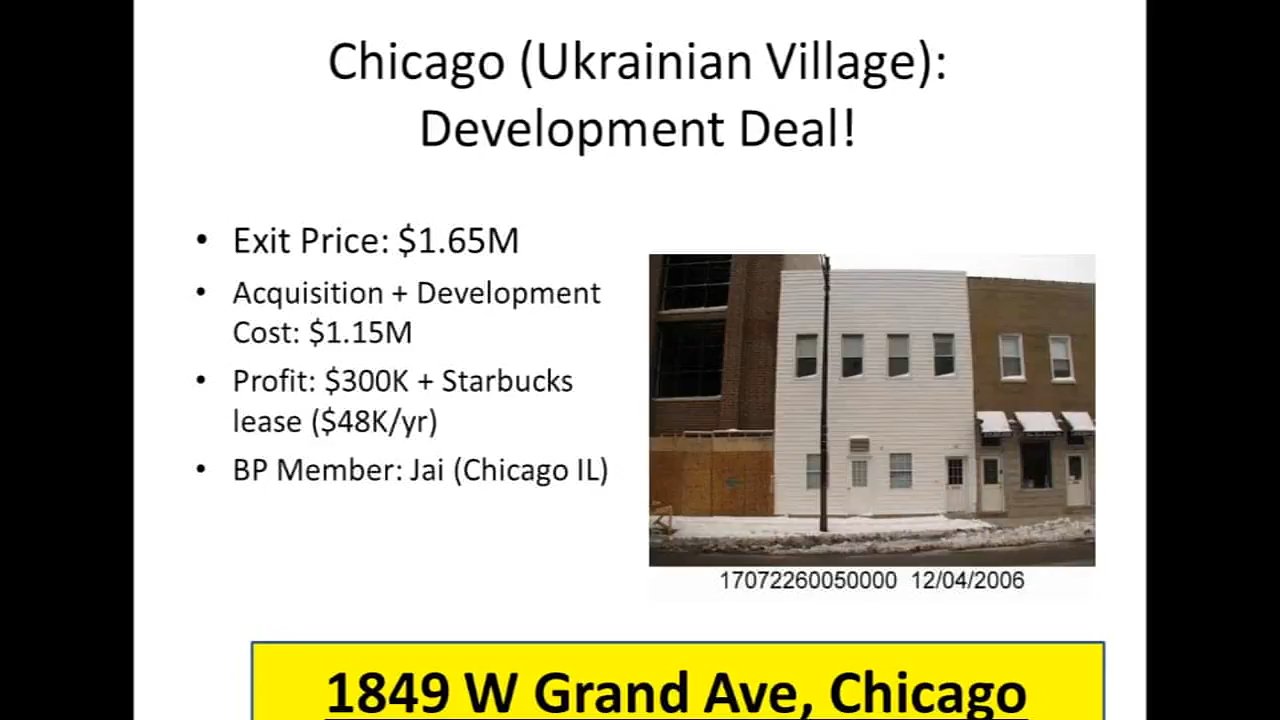 Chicago (Ukrainian Village):
Development Deal!
• Exit Price: $1.65M
• Acquisition + Development
Cost: $1.15M
• Profit: $300K + Starbucks
lease ($48K/yr)
• BP Member: Jai (Chicago IL)
17072260050000 12/04/2006
1849 W Grand Ave, Chicago